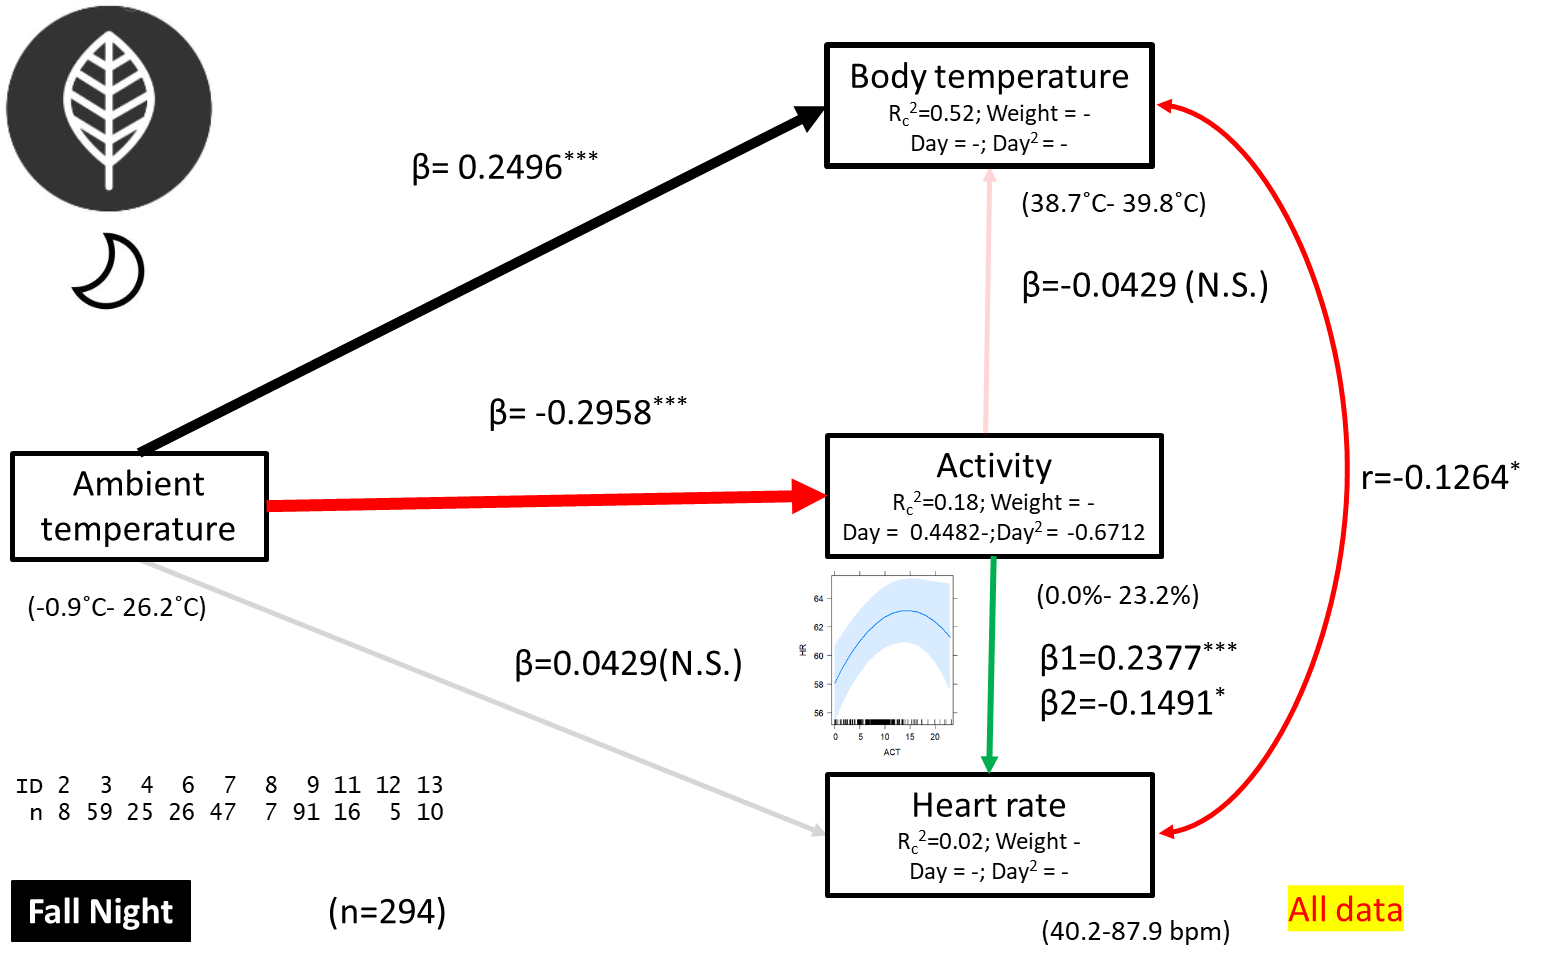 Body temperature
Rc²=0.52; Weight = -
Day = -; Day² = -
β= 0.2496***
(38.7˚C- 39.8˚C)
β=-0.0429 (N.S.)
β= -0.2958***
Ambient
temperature
(-0.9˚C- 26.2˚C)
Activity
Rc²=0.18; Weight = -
Day = 0.4482-;Day² = -0.6712
r=-0.1264*
(0.0%- 23.2%)
β1=0.2377***
β2=-0.1491*
β=0.0429(N.S.)
64
62
60
58
56
HR
0 5 10 15 20
ACT
Heart rate
Rc²=0.02; Weight -
Day = -; Day² = -
(40.2-87.9 bpm)
ID 2 3 4 6 7 8 9 11 12 13
n 8 59 25 26 47 7 91 16 5 10
Fall Night
(n=294)
All data